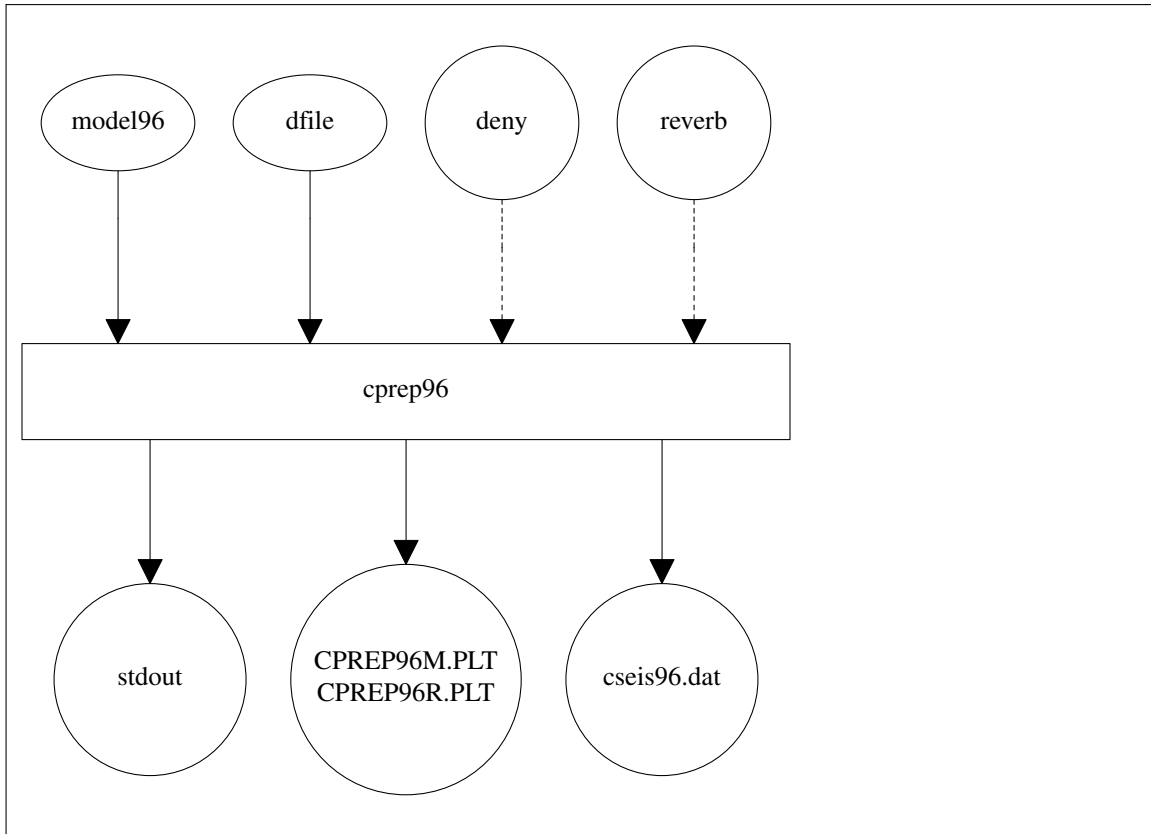 model96
dfile
deny
reverb
cprep96
stdout
CPREP96M.PLT
CPREP96R.PLT
cseis96.dat